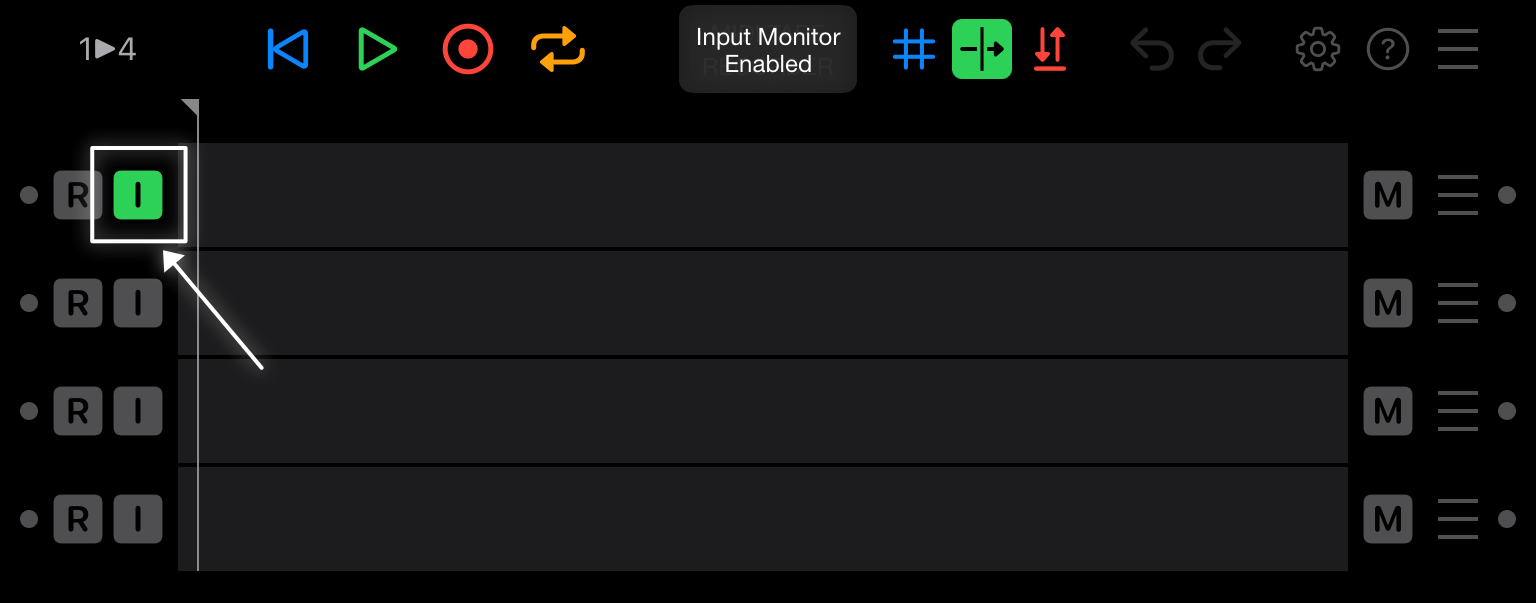 1▶4
Input Monitor
Enabled
?
R I M
R I M
R I M
R I M